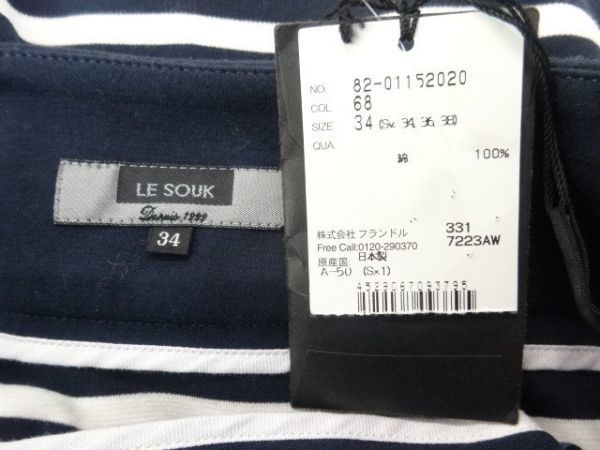 LE SOUK
Depuis 1999
34
NO. 82-01152020
COL 68
SIZE 34 (Sv. 34, 36, 38)
QUA
綿 100%
株式会社 フランドル 331
Free Call:0120-290370 7223AW
原産国 日本製
A-50 (S×1)